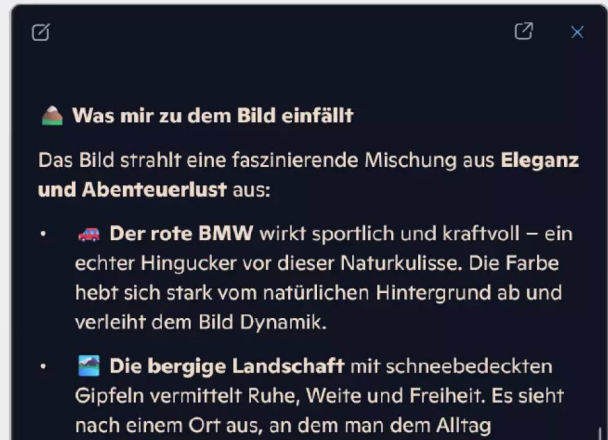 Was mir zu dem Bild einfällt
Das Bild strahlt eine faszinierende Mischung aus Eleganz
und Abenteuerlust aus:
• Der rote BMW wirkt sportlich und kraftvoll – ein
echter Hingucker vor dieser Naturkulisse. Die Farbe
hebt sich stark vom natürlichen Hintergrund ab und
verleiht dem Bild Dynamik.
• Die bergige Landschaft mit schneebedeckten
Gipfeln vermittelt Ruhe, Weite und Freiheit. Es sieht
nach einem Ort aus, an dem man dem Alltag